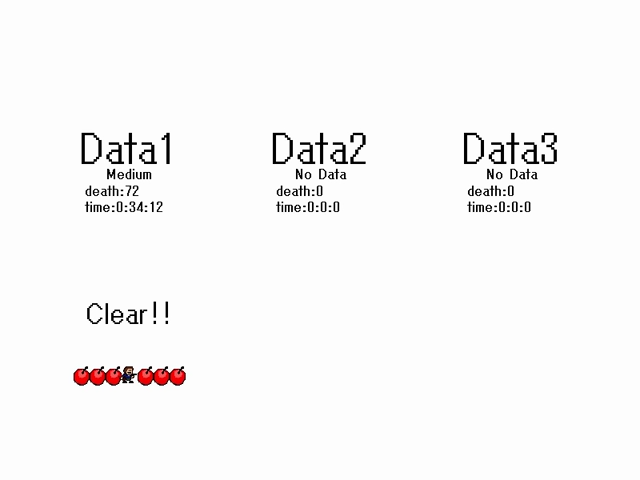 Data1
Medium
death:72
time:0:34:12
Clear!!
Data2
No Data
death:0
time:0:0:0
Data3
No Data
death:0
time:0:0:0